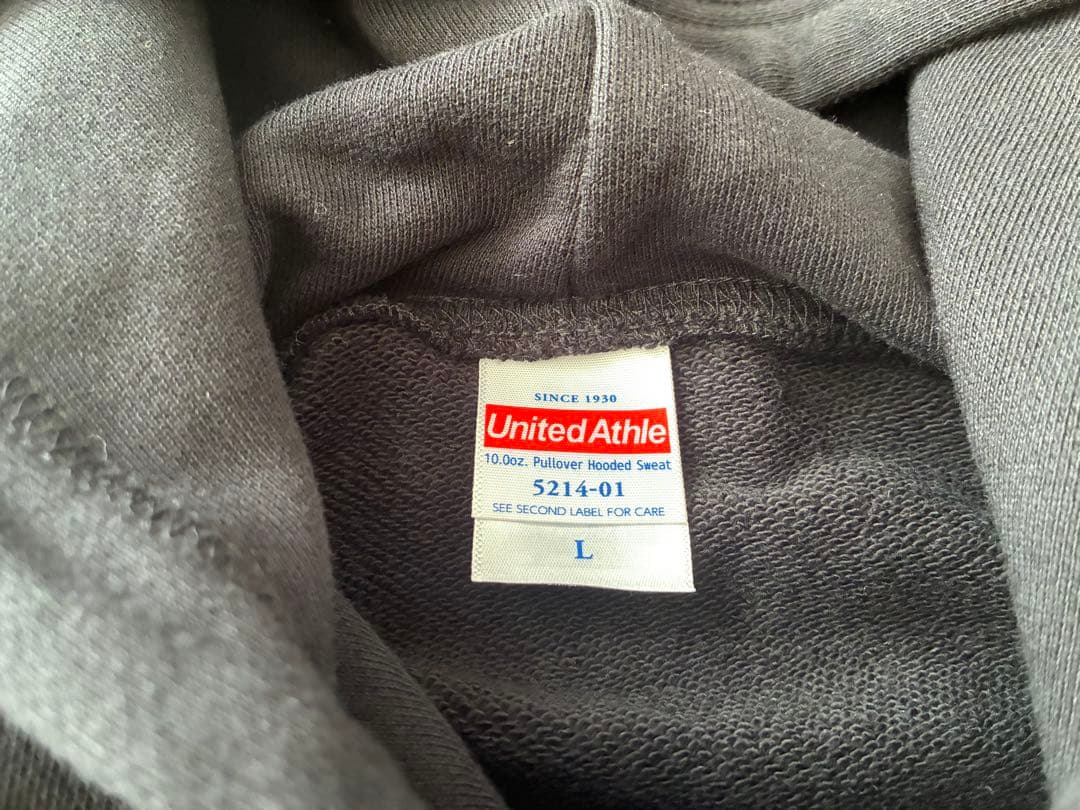 SINCE 1930
United Athle
10.0oz. Pullover Hooded Sweat
5214-01
SEE SECOND LABEL FOR CARE
L